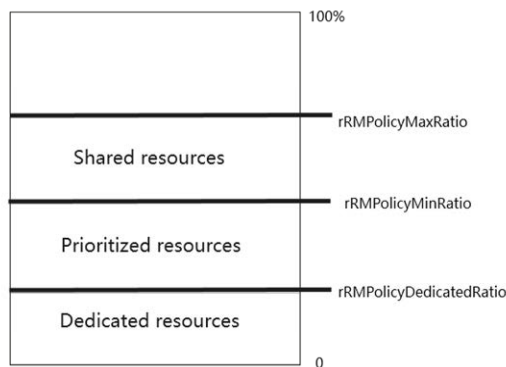 100%
rRMPolicyMaxRatio
Shared resources
rRMPolicyMinRatio
Prioritized resources
rRMPolicyDedicatedRatio
Dedicated resources
0